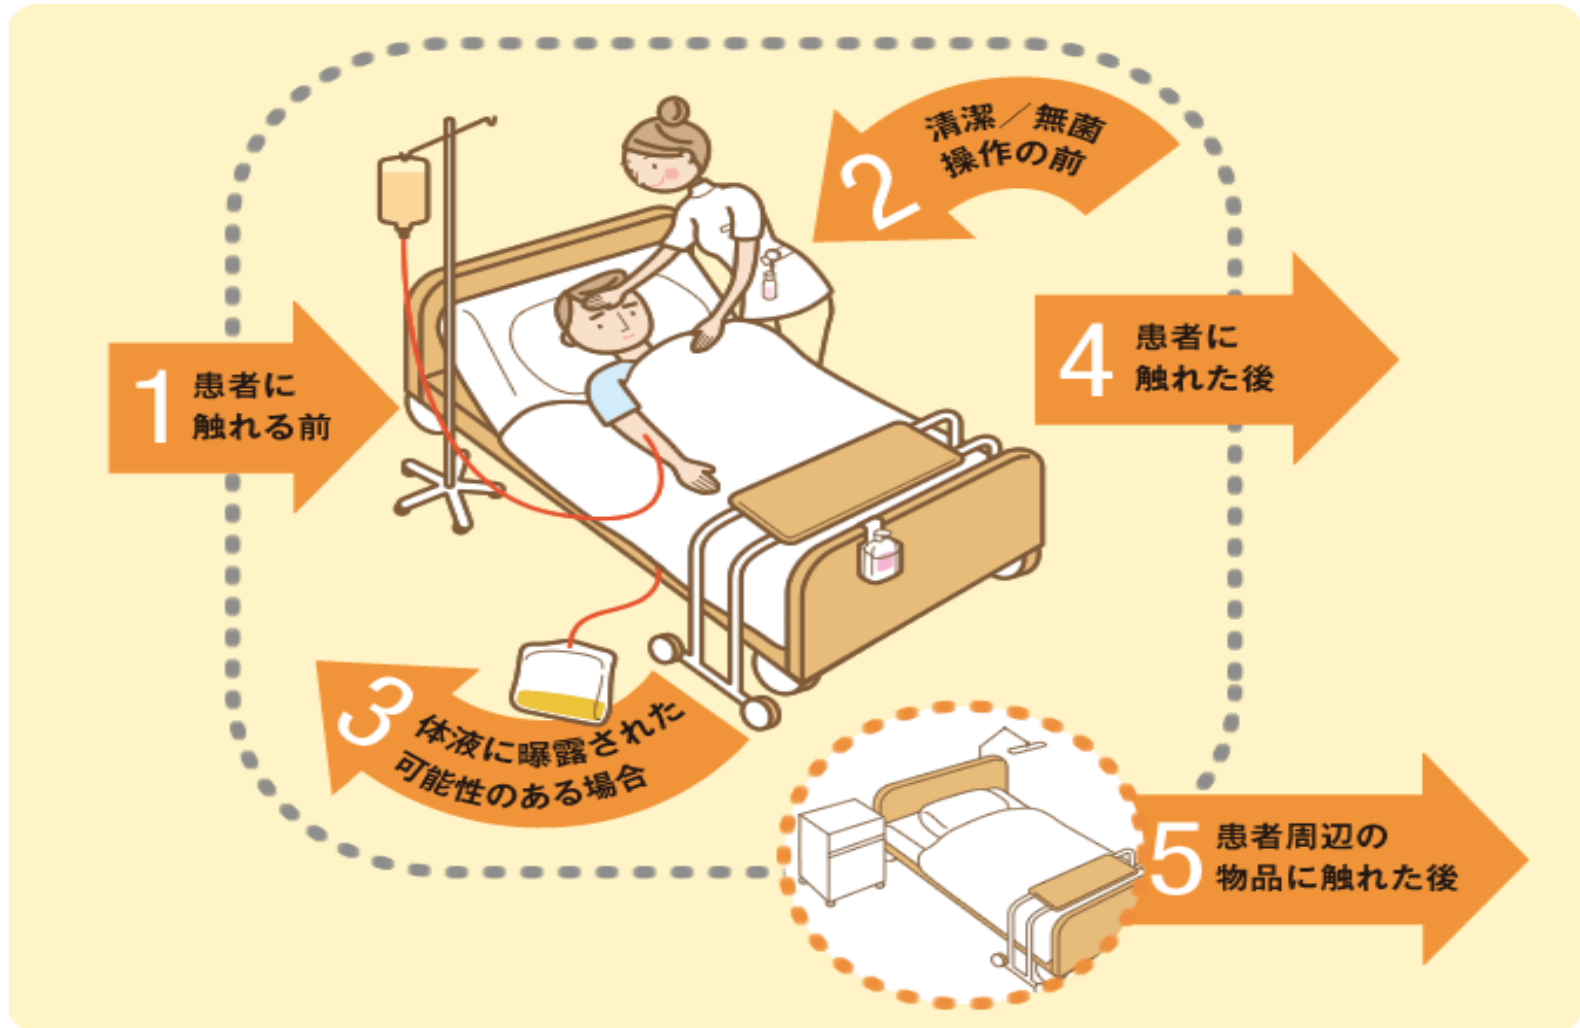 1
患者に
触れる前
2
清潔／無菌
操作の前
3
体液に曝露された
可能性のある場合
4
患者に
触れた後
5
患者周辺の
物品に触れた後